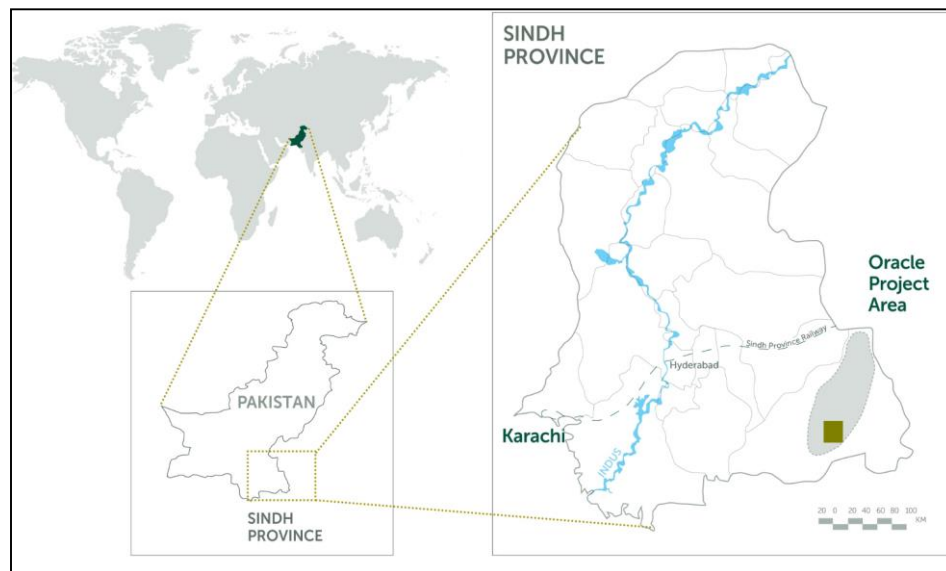 SINDH
PROVINCE
Oracle
Project
Area
Sindh Province Railway
Hyderabad
Karachi
INDUS
20 0 20 40 60 80 100
KM
PAKISTAN
SINDH
PROVINCE